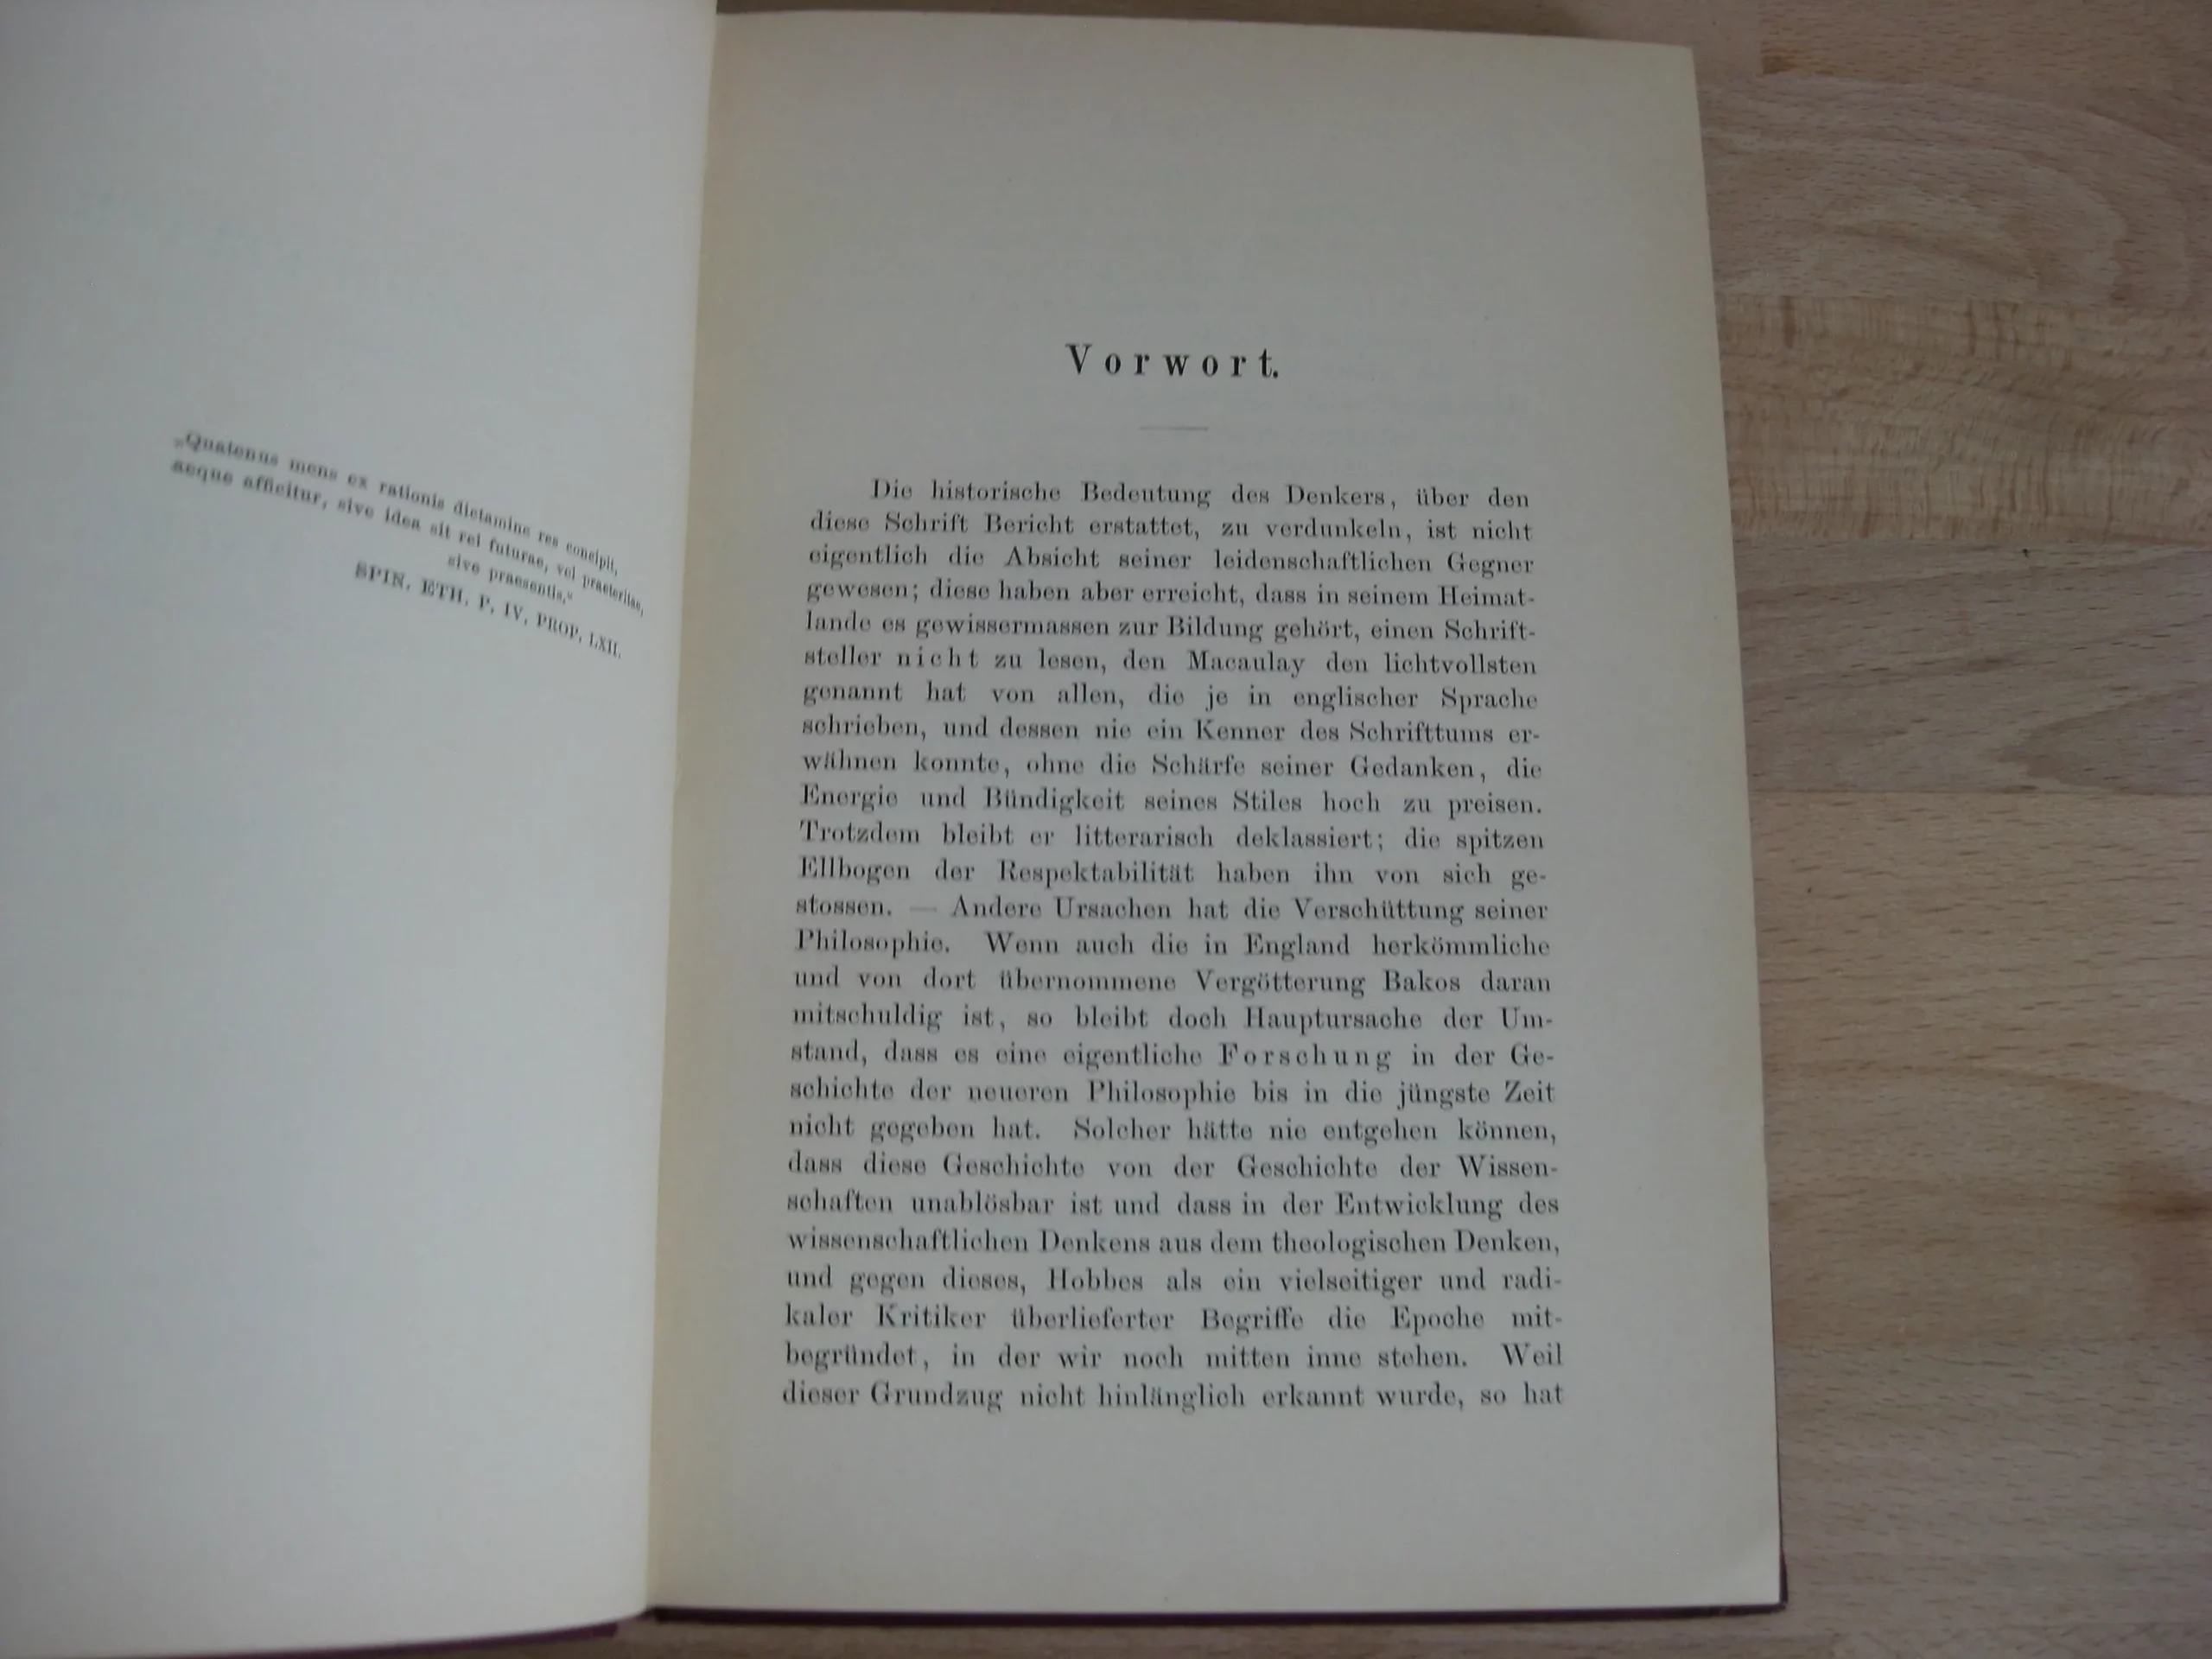 „Quatenus mens ex rationis dictamine res concipit,
aeque afficitur, sive idea sit rei futurae, vel praeteritae,
sive praesentis.“
SPIN. ETH. P. IV. PROP. LXII.
Vorwort.
Die historische Bedeutung des Denkers, über den
diese Schrift Bericht erstattet, zu verdunkeln, ist nicht
eigentlich die Absicht seiner leidenschaftlichen Gegner
gewesen; diese haben aber erreicht, dass in seinem Heimat-
lande es gewissermassen zur Bildung gehört, einen Schrift-
steller nicht zu lesen, den Macaulay den lichtvollsten
genannt hat von allen, die je in englischer Sprache
schrieben, und dessen nie ein Kenner des Schrifttums er-
wähnen konnte, ohne die Schärfe seiner Gedanken, die
Energie und Bündigkeit seines Stiles hoch zu preisen.
Trotzdem bleibt er litterarisch deklassiert; die spitzen
Ellbogen der Respektabilität haben ihn von sich ge-
stossen. — Andere Ursachen hat die Verschüttung seiner
Philosophie. Wenn auch die in England herkömmliche
und von dort übernommene Vergötterung Bakos daran
mitschuldig ist, so bleibt doch Hauptursache der Um-
stand, dass es eine eigentliche Forschung in der Ge-
schichte der neueren Philosophie bis in die jüngste Zeit
nicht gegeben hat. Solcher hätte nie entgehen können,
dass diese Geschichte von der Geschichte der Wissen-
schaften unablösbar ist und dass in der Entwicklung des
wissenschaftlichen Denkens aus dem theologischen Denken,
und gegen dieses, Hobbes als ein vielseitiger und radi-
kaler Kritiker überlieferter Begriffe die Epoche mit-
begründet, in der wir noch mitten inne stehen. Weil
dieser Grundzug nicht hinlänglich erkannt wurde, so hat